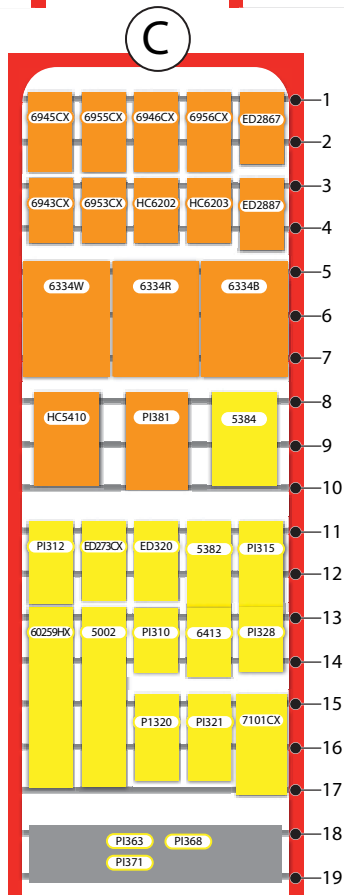 C
1
6945CX 6955CX 6946CX 6956CX ED2867
2
3
6943CX 6953CX HC6202 HC6203 ED2887
4
5
6334W 6334R 6334B
6
7
8
HC5410 PI381 5384
9
10
11
PI312 ED273CX ED320 5382 PI315
12
13
60259HX 5002 PI310 6413 PI328
14
15
P1320 PI321 7101CX
16
17
18
PI363 PI368
PI371
19